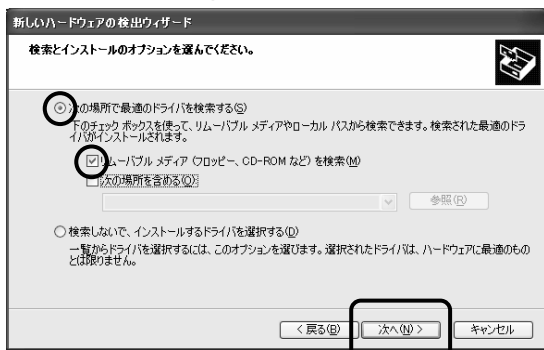 新しいハードウェアの検出ウィザード
検索とインストールのオプションを選んでください。
次の場所で最適のドライバを検索する(S)
下のチェック ボックスを使って、リムーバブル メディアやローカル パスから検索できます。検索された最適のドラ
イバがインストールされます。
リムーバブル メディア (フロッピー、CD-ROM など) を検索(M)
次の場所を含める(O):
参照(R)
検索しないで、インストールするドライバを選択する(D)
一覧からドライバを選択するには、このオプションを選びます。選択されたドライバは、ハードウェアに最適のもの
とは限りません。
< 戻る(B) 次へ(N) > キャンセル